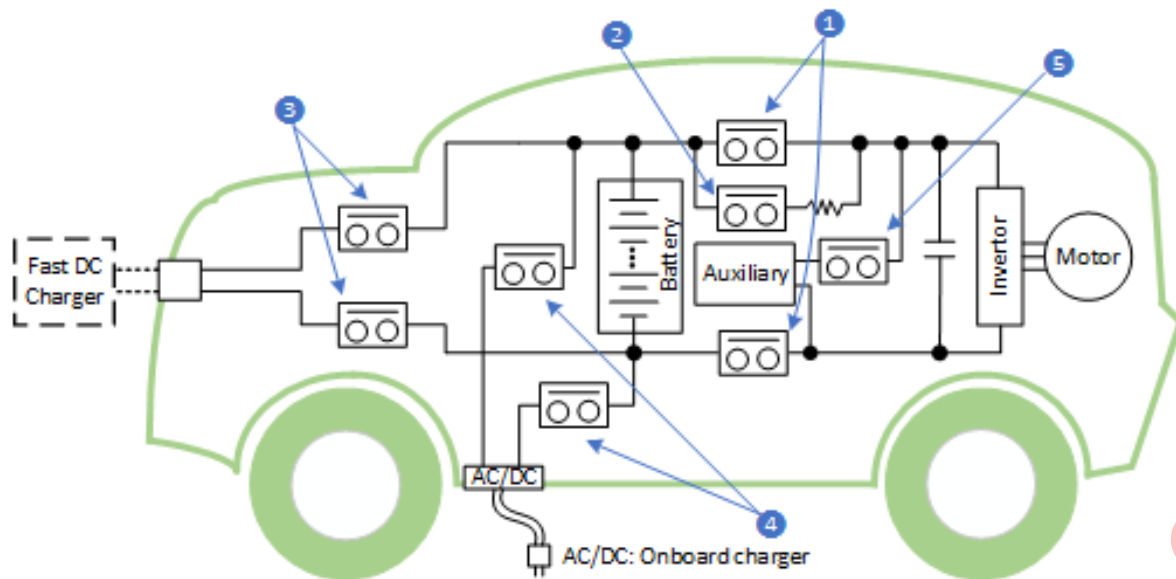 1
2
5
3
Fast DC
Charger
Battery
Auxiliary
Invertor
Motor
AC/DC
4
AC/DC: Onboard charger